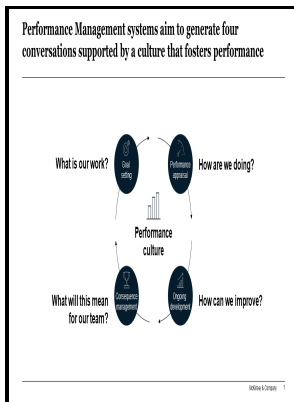 Performance Management systems aim to generate four
conversations supported by a culture that fosters performance
What is our work?
Goal
setting
Performance
appraisal
How are we doing?
Performance
culture
What will this mean
for our team?
Consequence
management
Ongoing
development
How can we improve?
McKinsey & Company 1